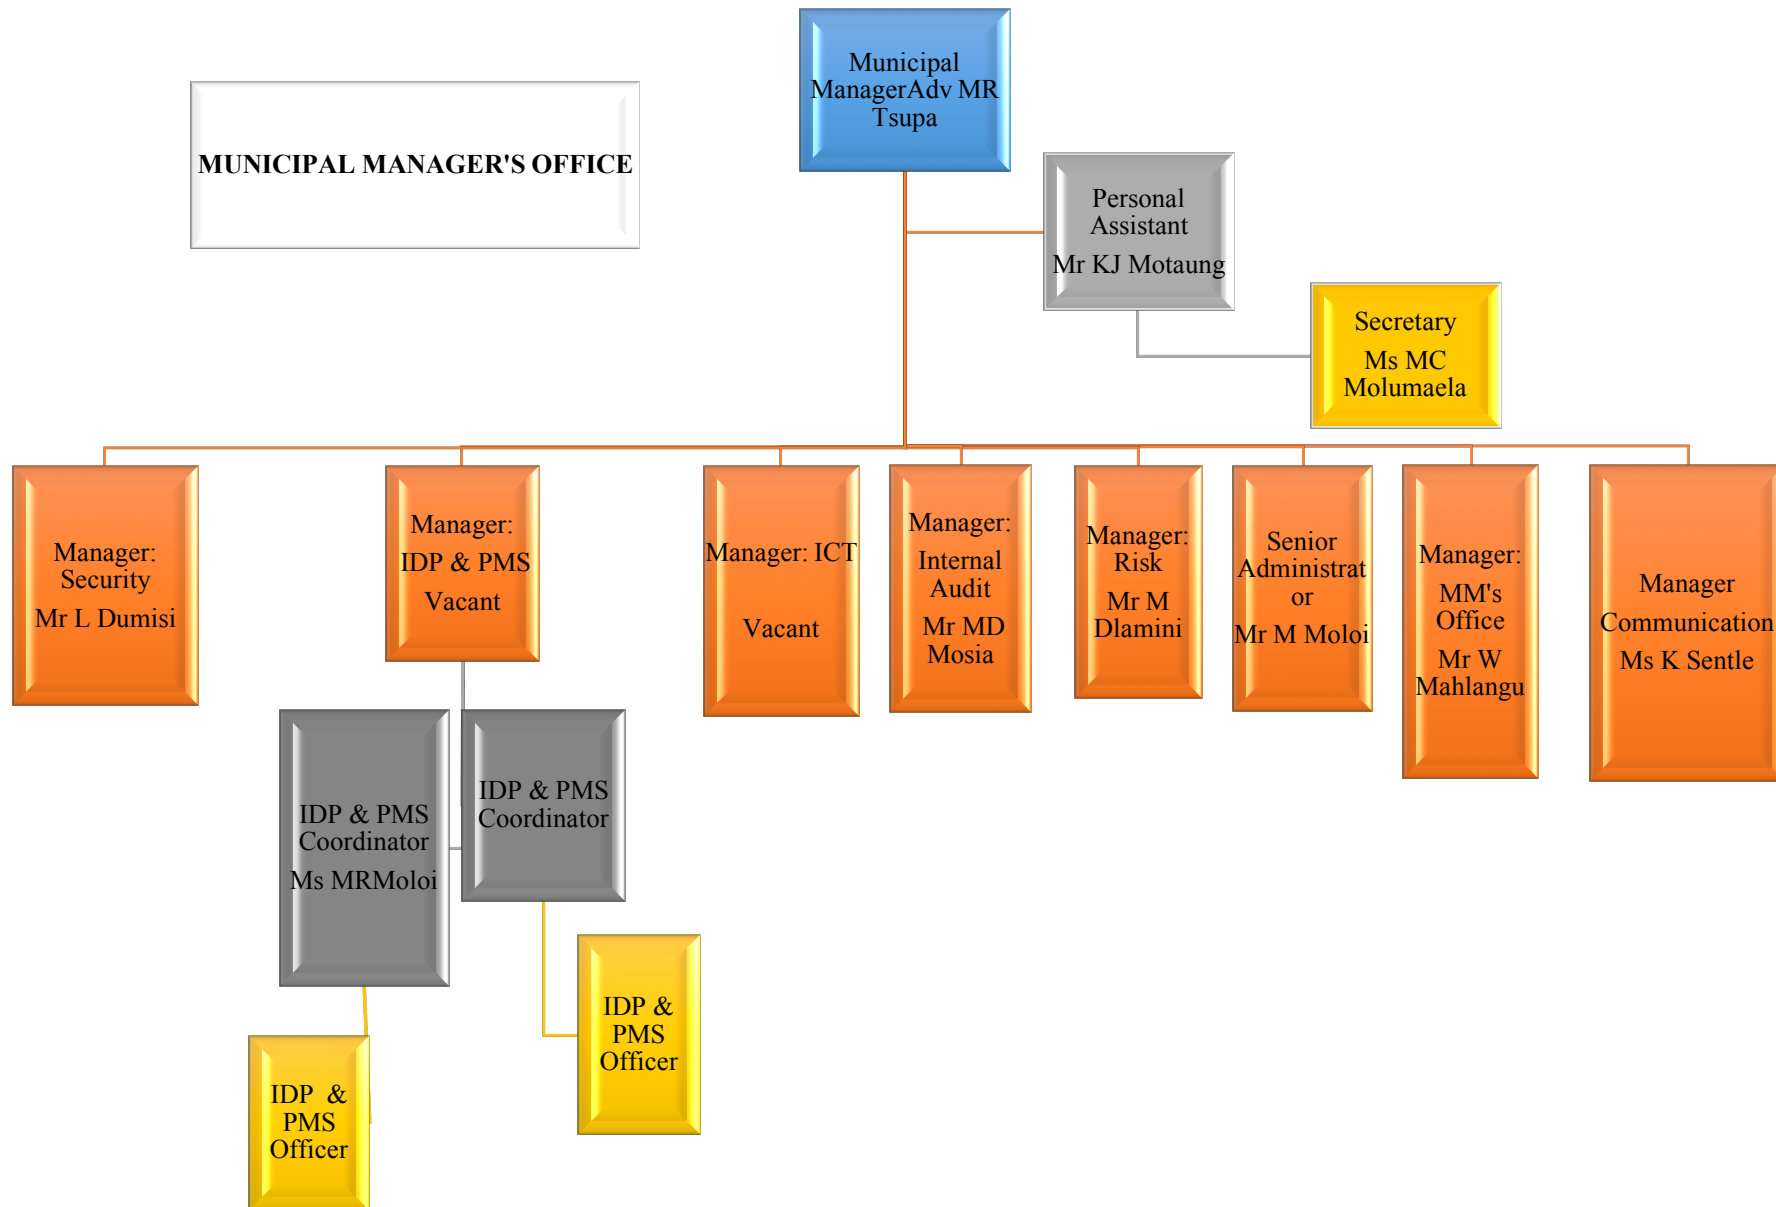 MUNICIPAL MANAGER'S OFFICE
Municipal
ManagerAdv MR
Tsupa
Personal
Assistant
Mr KJ Motaung
Secretary
Ms MC
Molumaela
Manager:
Security
Mr L Dumisi
Manager:
IDP & PMS
Vacant
Manager: ICT
Vacant
Manager:
Internal
Audit
Mr MD
Mosia
Manager:
Risk
Mr M
Dlamini
Senior
Administrat
or
Mr M Moloi
Manager:
MM's
Office
Mr W
Mahlangu
Manager
Communication
Ms K Sentle
IDP & PMS
Coordinator
Ms MRMoloi
IDP & PMS
Coordinator
IDP &
PMS
Officer
IDP  &
PMS
Officer